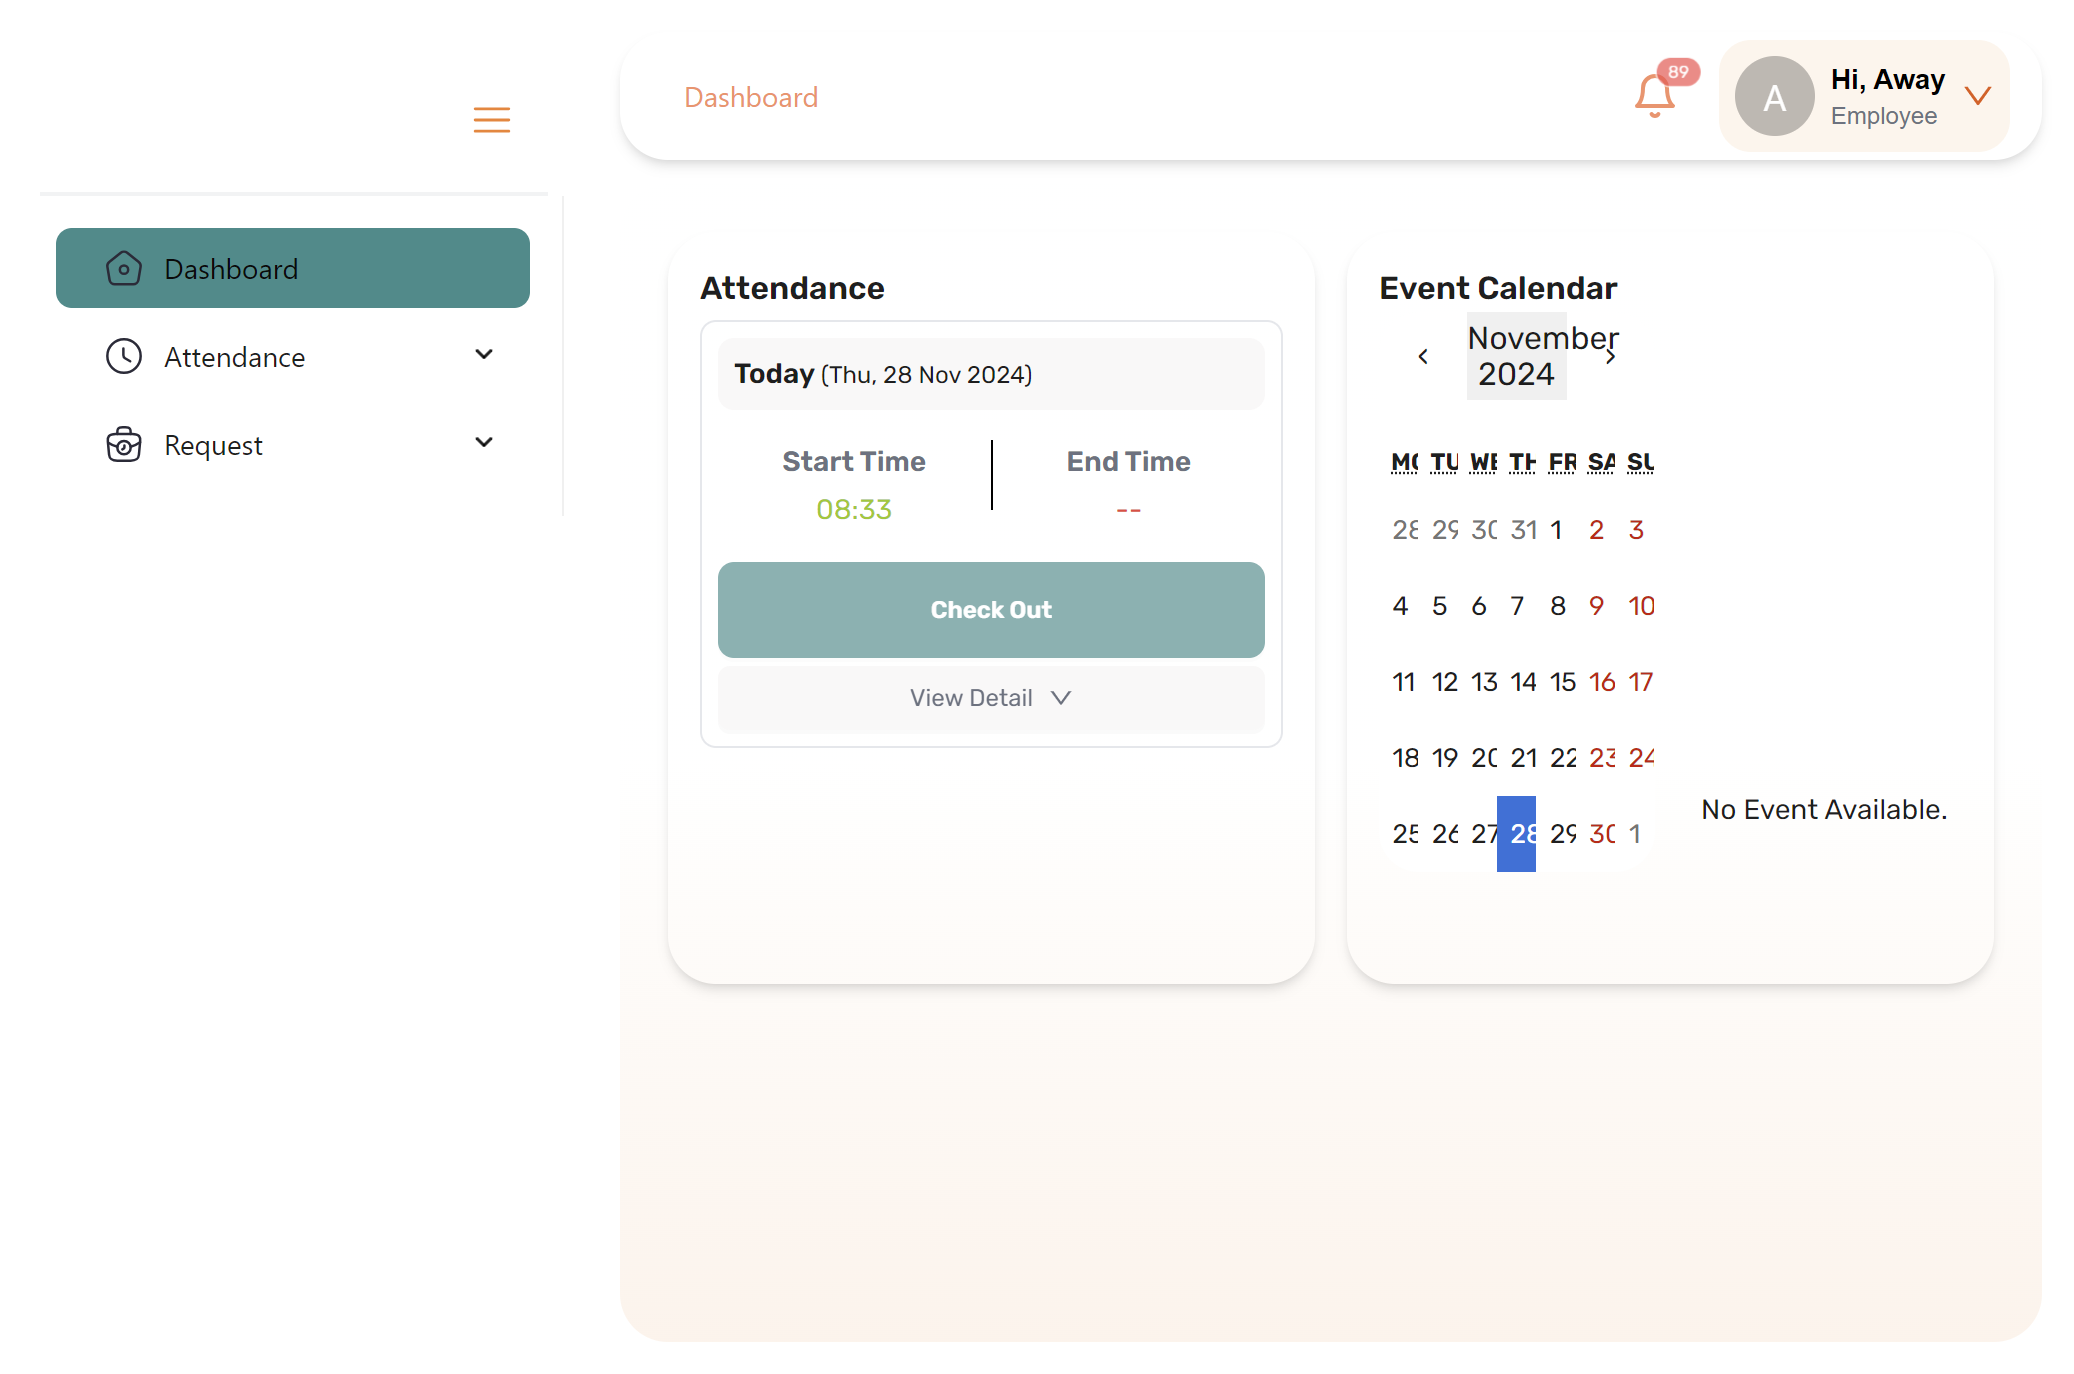 Dashboard
89
A
Hi, Away
Employee
Dashboard
Attendance
Request
Attendance
Today (Thu, 28 Nov 2024)
Start Time
End Time
08:33
--
Check Out
View Detail
Event Calendar
November
2024
MO TU WE TH FR SA SU
28 29 30 31 1 2 3
4 5 6 7 8 9 10
11 12 13 14 15 16 17
18 19 20 21 22 23 24
25 26 27 28 29 30 1
No Event Available.